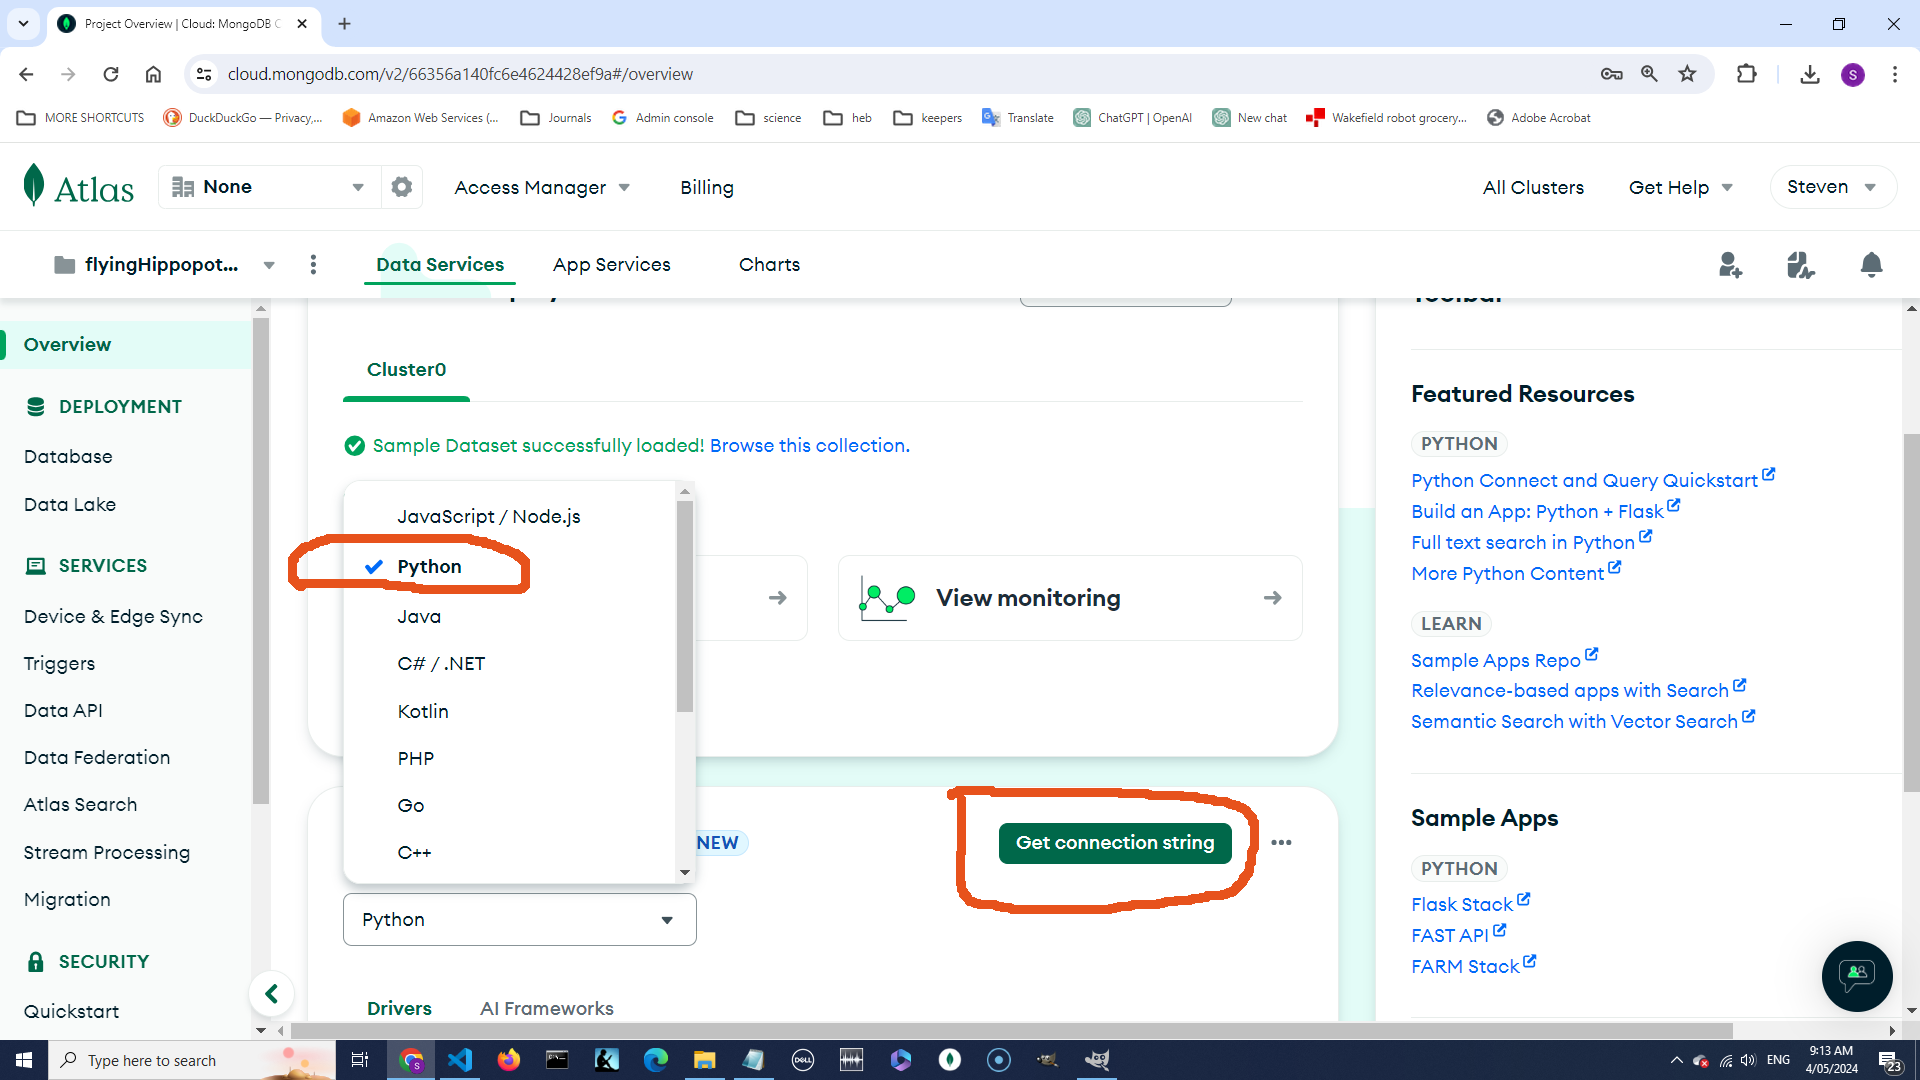 Project Overview | Cloud: MongoDB C
cloud.mongodb.com/v2/66356a140fc6e4624428ef9a#/overview
S
MORE SHORTCUTS
DuckDuckGo — Privacy,...
Amazon Web Services (...
Journals
Admin console
science
heb
keepers
Translate
ChatGPT | OpenAI
New chat
Wakefield robot grocery...
Adobe Acrobat
Atlas
None
Access Manager
Billing
All Clusters
Get Help
Steven
flyingHippopot...
Data Services
App Services
Charts
Overview
DEPLOYMENT
Database
Data Lake
SERVICES
Device & Edge Sync
Triggers
Data API
Data Federation
Atlas Search
Stream Processing
Migration
SECURITY
Quickstart
Cluster0
Sample Dataset successfully loaded! Browse this collection.
JavaScript / Node.js
Python
Java
C# / .NET
Kotlin
PHP
Go
C++
View monitoring
NEW
Get connection string
Python
Drivers
AI Frameworks
Toolbar
Featured Resources
PYTHON
Python Connect and Query Quickstart
Build an App: Python + Flask
Full text search in Python
More Python Content
LEARN
Sample Apps Repo
Relevance-based apps with Search
Semantic Search with Vector Search
Sample Apps
PYTHON
Flask Stack
FAST API
FARM Stack
Type here to search
S
DELL
ENG
9:13 AM
4/05/2024
23